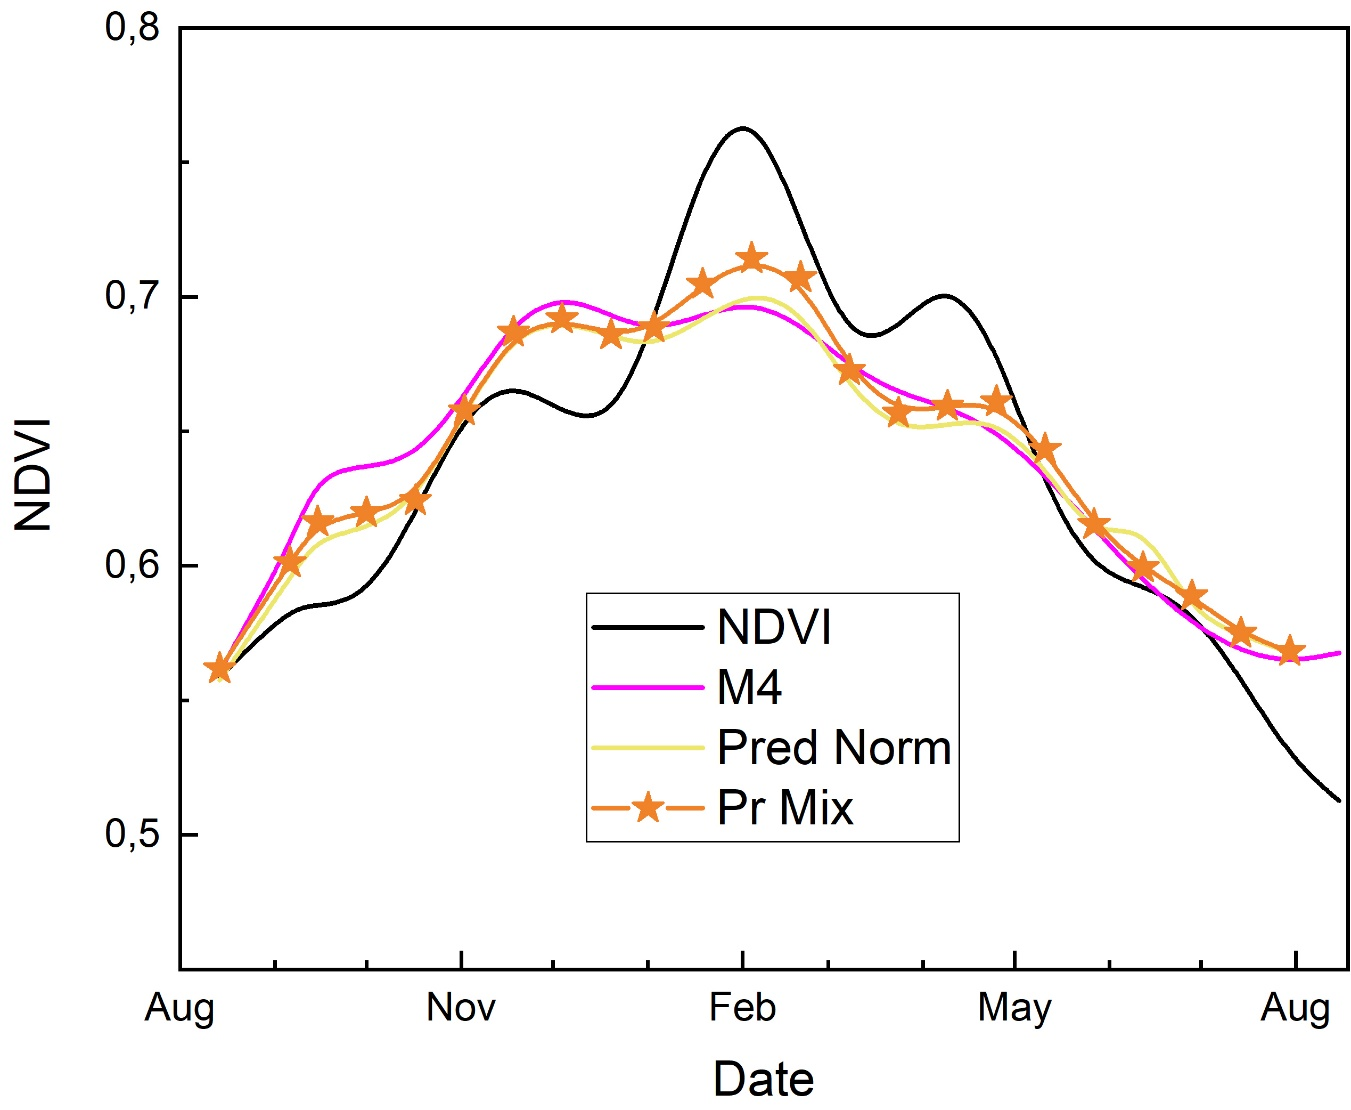 0,8
0,7
0,6
0,5
NDVI
NDVI
M4
Pred Norm
Pr Mix
Aug Nov Feb May Aug
Date